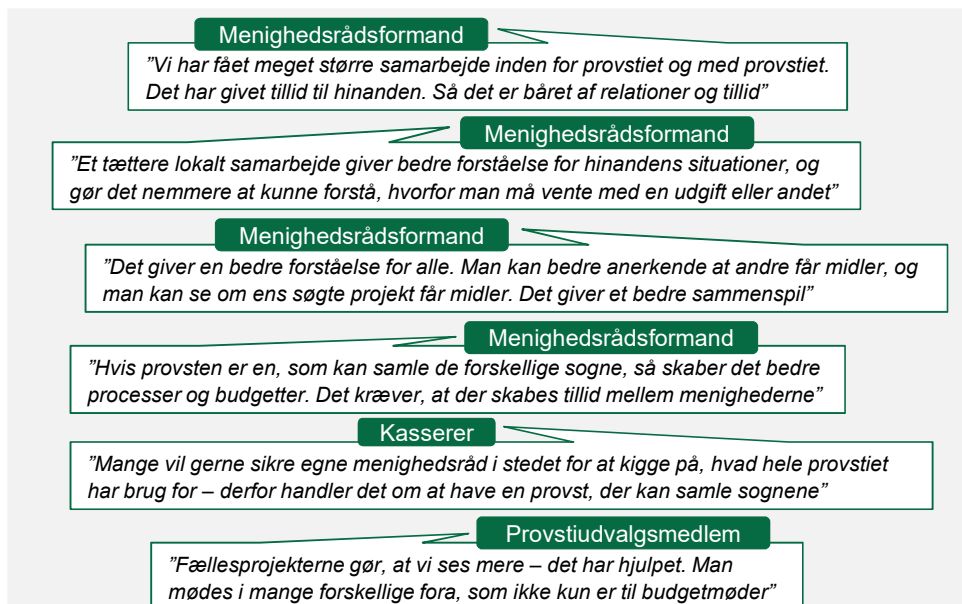 Menighedsrådsformand
”Vi har fået meget større samarbejde inden for provstiet og med provstiet.
Det har givet tillid til hinanden. Så det er båret af relationer og tillid”
Menighedsrådsformand
”Et tættere lokalt samarbejde giver bedre forståelse for hinandens situationer, og
gør det nemmere at kunne forstå, hvorfor man må vente med en udgift eller andet”
Menighedsrådsformand
”Det giver en bedre forståelse for alle. Man kan bedre anerkende at andre får midler, og
man kan se om ens søgte projekt får midler. Det giver et bedre sammenspil”
Menighedsrådsformand
”Hvis provsten er en, som kan samle de forskellige sogne, så skaber det bedre
processer og budgetter. Det kræver, at der skabes tillid mellem menighederne”
Kasserer
”Mange vil gerne sikre egne menighedsråd i stedet for at kigge på, hvad hele provstiet
har brug for – derfor handler det om at have en provst, der kan samle sognene”
Provstiudvalgsmedlem
”Fællesprojekterne gør, at vi ses mere – det har hjulpet. Man
mødes i mange forskellige fora, som ikke kun er til budgetmøder”